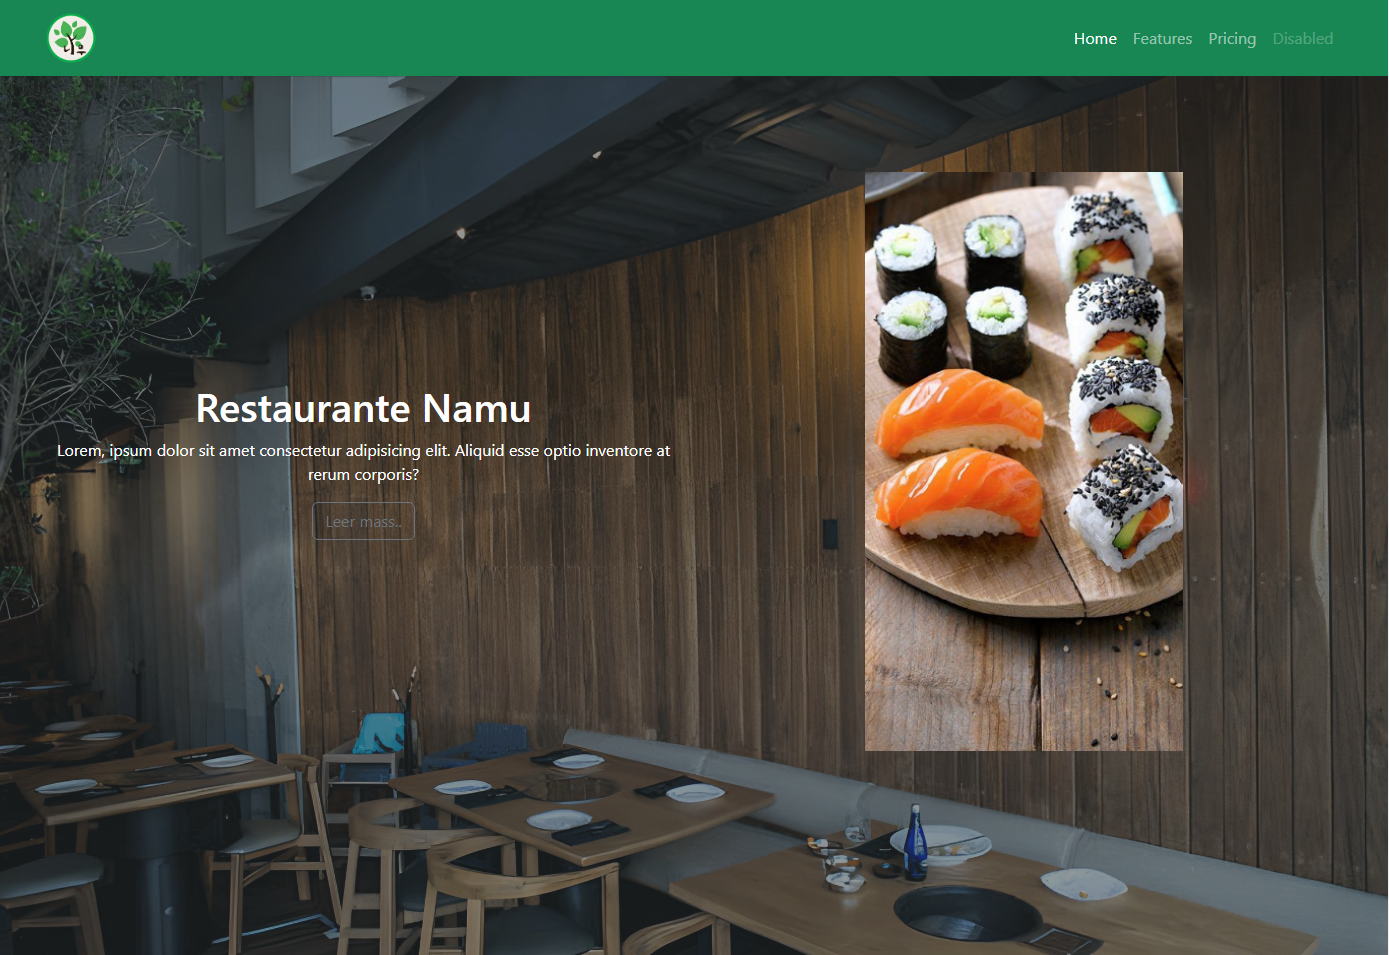 Home Features Pricing Disabled
Restaurante Namu
Lorem, ipsum dolor sit amet consectetur adipisicing elit. Aliquid esse optio inventore at
rerum corporis?
Leer mass..